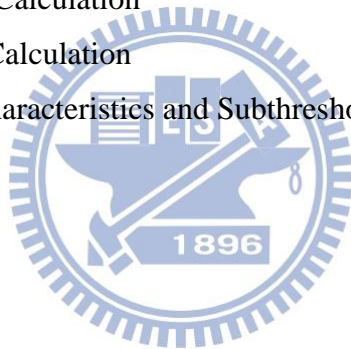 Calculation
Calculation
aracteristics and Subthresho
E S
1896